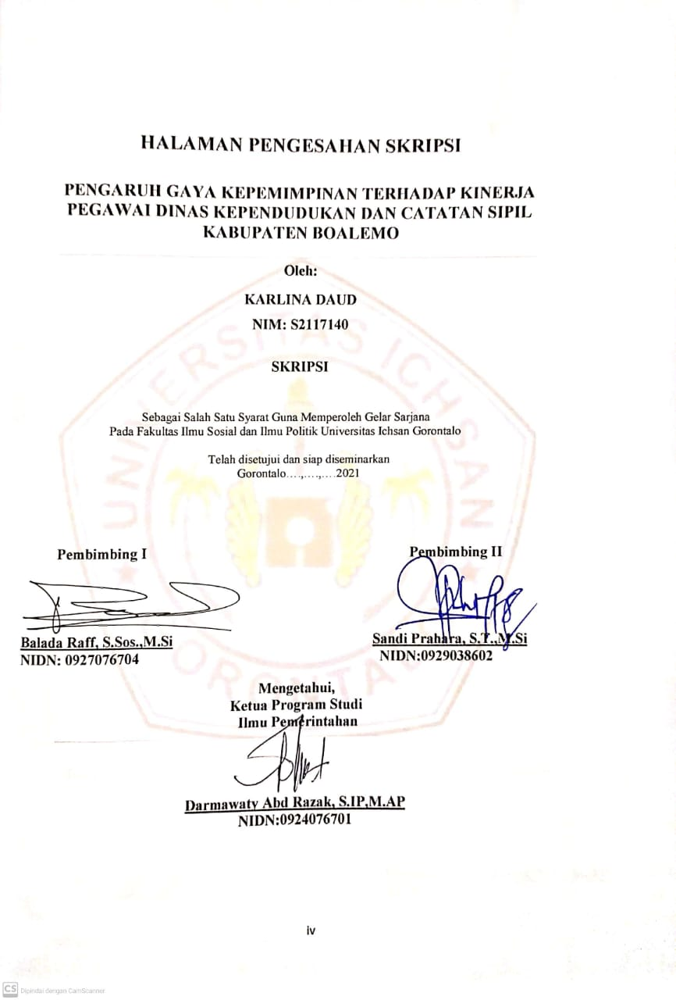 HALAMAN PENGESAHAN SKRIPSI
PENGARUH GAYA KEPEMIMPINAN TERHADAP KINERJA
PEGAWAI DINAS KEPENDUDUKAN DAN CATATAN SIPIL
KABUPATEN BOALEMO
Oleh:
KARLINA DAUD
NIM: S2117140
SKRIPSI
Sebagai Salah Satu Syarat Guna Memperoleh Gelar Sarjana
Pada Fakultas Ilmu Sosial dan Ilmu Politik Universitas Ichsan Gorontalo
Telah disetujui dan siap diseminarkan
Gorontalo....,....,....2021
UNIVERSITAS ICHSAN
GORONTALO
Pembimbing I
Pembimbing II
Balada Raff, S.Sos.,M.Si
NIDN: 0927076704
Sandi Prahara, S.T.,M.Si
NIDN:0929038602
Mengetahui,
Ketua Program Studi
Ilmu Pemerintahan
Darmawaty Abd Razak, S.IP,M.AP
NIDN:0924076701
iv
CS Dipindai dengan CamScanner